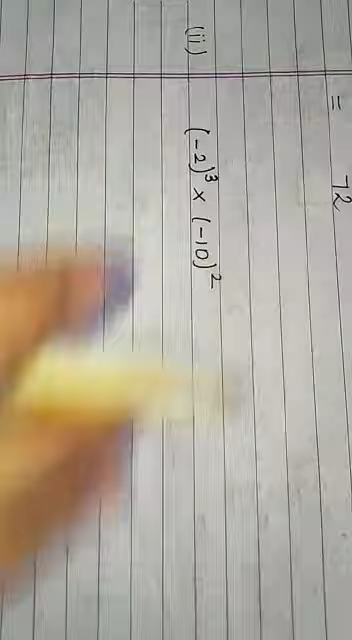 = 72
(ii) (-2)³ × (-10)²